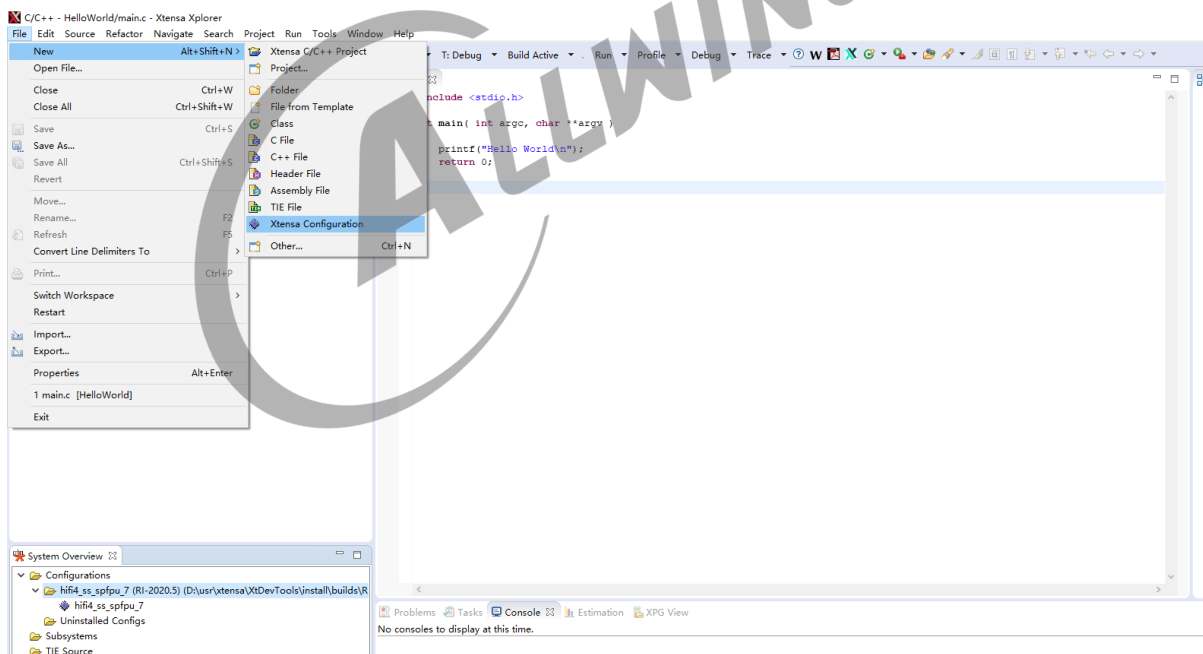 C/C++ - HelloWorld/main.c - Xtensa Xplorer
File Edit Source Refactor Navigate Search Project Run Tools Window Help
New Alt+Shift+N >
Open File...
Close Ctrl+W
Close All Ctrl+Shift+W
Save Ctrl+S
Save As...
Save All Ctrl+Shift+S
Revert
Move...
Rename... F2
Refresh F5
Convert Line Delimiters To >
Print... Ctrl+P
Switch Workspace >
Restart
Import...
Export...
Properties Alt+Enter
1 main.c [HelloWorld]
Exit
Xtensa C/C++ Project
Project...
Folder
File from Template
Class
C File
C++ File
Header File
Assembly File
TIE File
Xtensa Configuration
Other... Ctrl+N
T: Debug Build Active Run Profile Debug Trace
nclude <stdio.h>
t main( int argc, char **argv )
printf("Hello World\n");
return 0;
System Overview
Configurations
hifi4_ss_spfpu_7 (RI-2020.5) (D:\usr\xtensa\XtDevTools\install\builds\R
hifi4_ss_spfpu_7
Uninstalled Configs
Subsystems
TIE Source
Problems Tasks Console Estimation XPG View
No consoles to display at this time.
ALLWIN